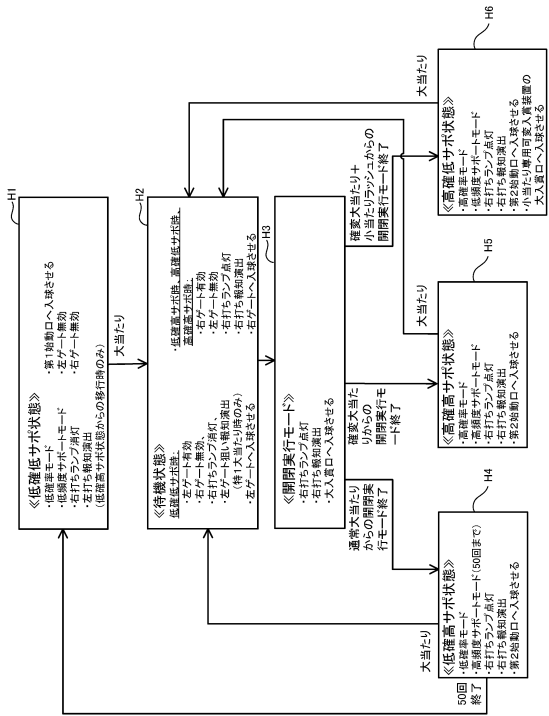 H1
≪低確低サポ状態≫
・低確率モード
・低頻度サポートモード
・右打ちランプ消灯
・左打ち報知演出
(低確高サポ状態からの移行時のみ)
・第1始動口へ入球させる
・左ゲート無効
・右ゲート無効
大当たり
H2
≪待機状態≫
低確低サポ時、
・左ゲート有効
・右ゲート無効、
・右打ちランプ消灯、
・左ゲート狙い報知演出
(特1大当たり時のみ)
・左ゲートへ入球させる
・低確高サポ時、高確低サポ時、
高確高サポ時、
・右ゲート有効
・左ゲート無効
・右打ちランプ点灯
・右打ち報知演出
・右ゲートへ入球させる
H3
≪開閉実行モード≫
・右打ちランプ点灯
・右打ち報知演出
・大入賞口へ入球させる
通常大当たり
からの開閉実
行モード終了
確変大当た
りからの
開閉実行モ
ード終了
確変大当たり+
小当たりラッシュからの
開閉実行モード終了
大当たり
H4
≪低確高サポ状態≫
・低確率モード
・高頻度サポートモード(50回まで)
・右打ちランプ点灯
・右打ち報知演出
・第2始動口へ入球させる
50回
終了
大当たり
H5
≪高確高サポ状態≫
・高確率モード
・高頻度サポートモード
・右打ちランプ点灯
・右打ち報知演出
・第2始動口へ入球させる
大当たり
H6
≪高確低サポ状態≫
・高確率モード
・低頻度サポートモード
・右打ちランプ点灯
・右打ち報知演出
・第2始動口へ入球させる
・小当たり専用可変入賞装置の
大入賞口へ入球させる